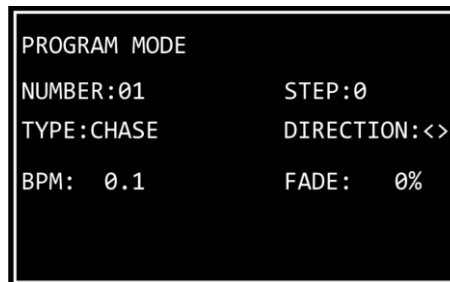 PROGRAM MODE
NUMBER:01 STEP:0
TYPE:CHASE DIRECTION:<>
BPM: 0.1 FADE: 0%